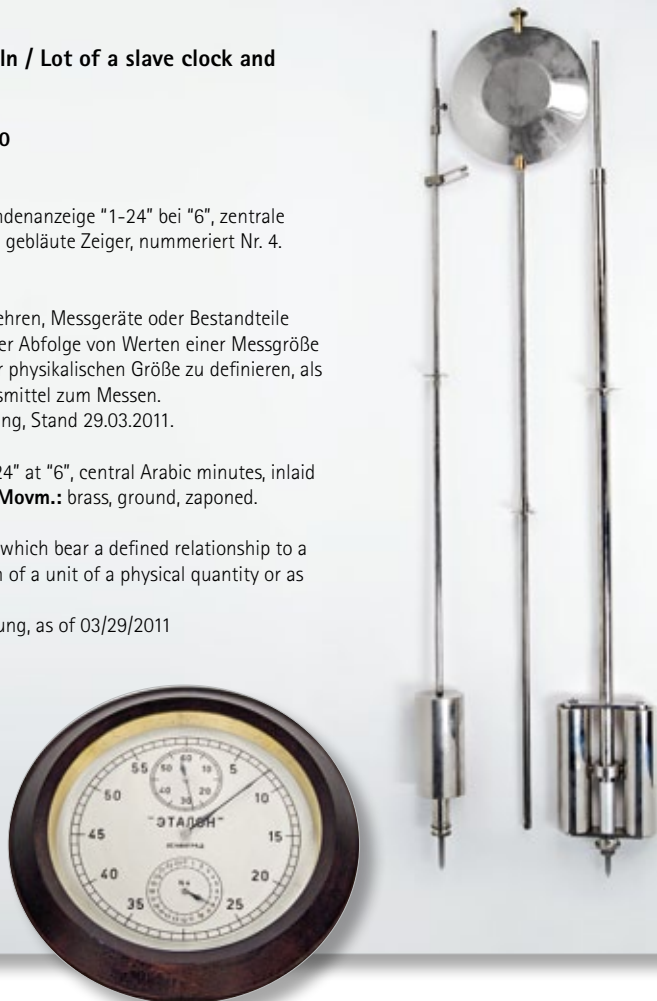 ln / Lot of a slave clock and
0
ndenanzeige "1-24" bei "6", zentrale
gebläute Zeiger, nummeriert Nr. 4.
ehren, Messgeräte oder Bestandteile
er Abfolge von Werten einer Messgröße
r physikalischen Größe zu definieren, als
smittel zum Messen.
ng, Stand 29.03.2011.
24" at "6", central Arabic minutes, inlaid
Movm.: brass, ground, zaponed.
which bear a defined relationship to a
n of a unit of a physical quantity or as
ung, as of 03/29/2011
60
50 10
40 20
30
55 5
50 10
45 15
40 20
35 25
"ЭТАЛОН"
ЛЕНИНГРАД
№4